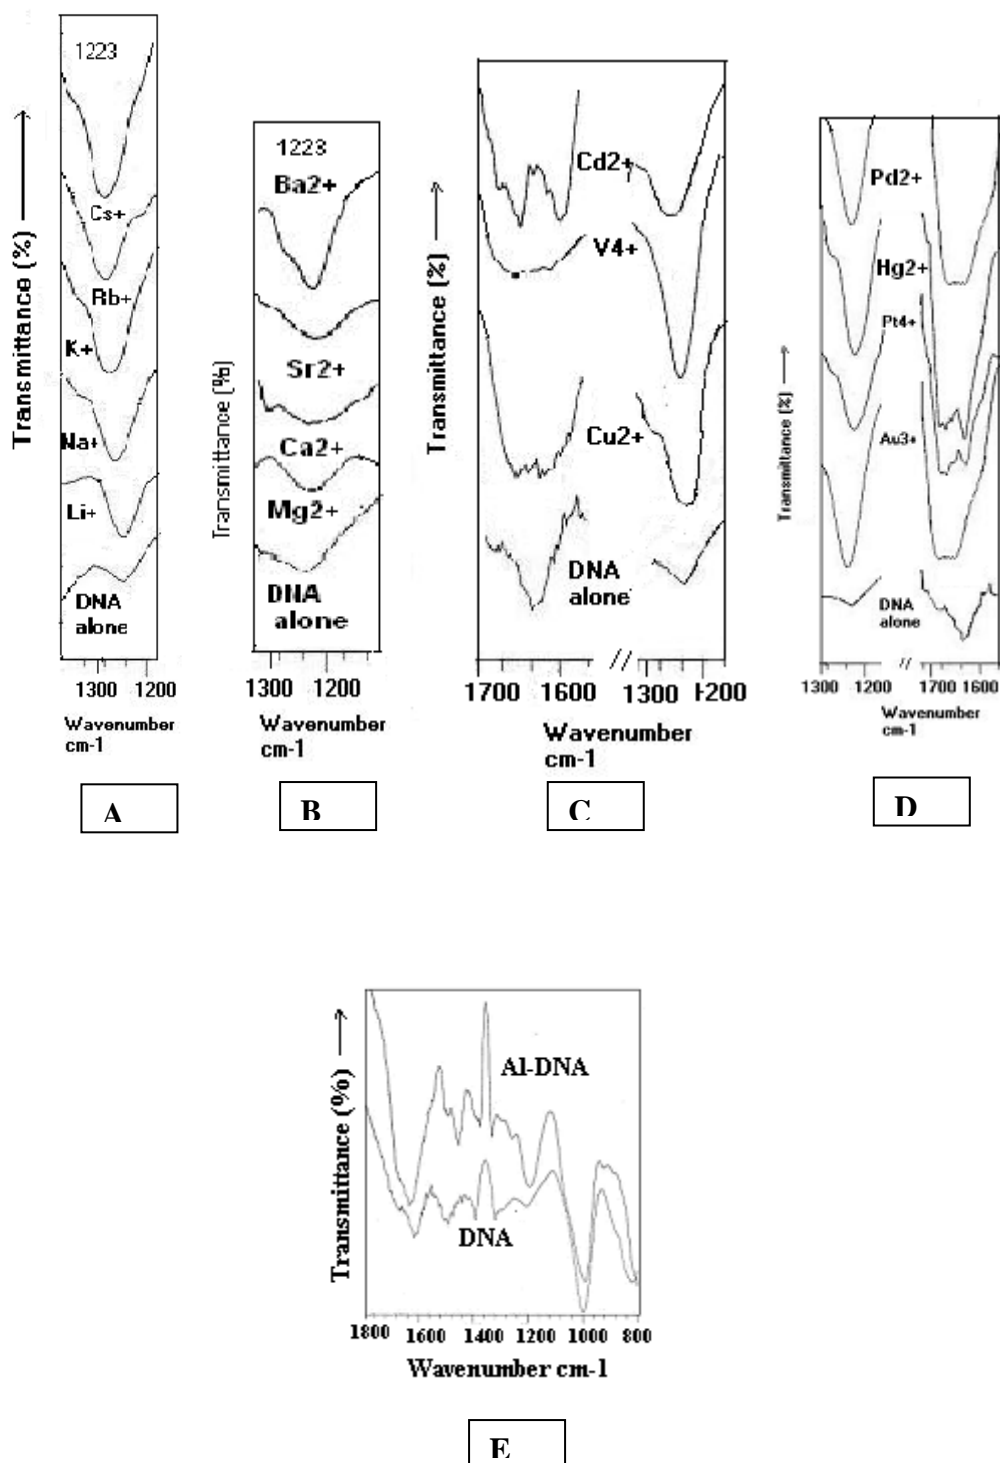 Transmittance (%)
1223
Cs+
Rb+
K+
Na+
Li+
DNA
alone
1300 1200
Wavenumber
cm-1
A
Transmittance (%)
1223
Ba2+
Sr2+
Ca2+
Mg2+
DNA
alone
1300 1200
Wavenumber
cm-1
B
Transmittance (%)
Cd2+
V4+
Cu2+
DNA
alone
1700 1600 // 1300 1200
Wavenumber
cm-1
C
Transmittance (%)
Pd2+
Hg2+
Pt4+
Au3+
DNA
alone
1300 1200 // 1700 1600
Wavenumber
cm-1
D
Transmittance (%)
Al-DNA
DNA
1800 1600 1400 1200 1000 800
Wavenumber cm-1
E